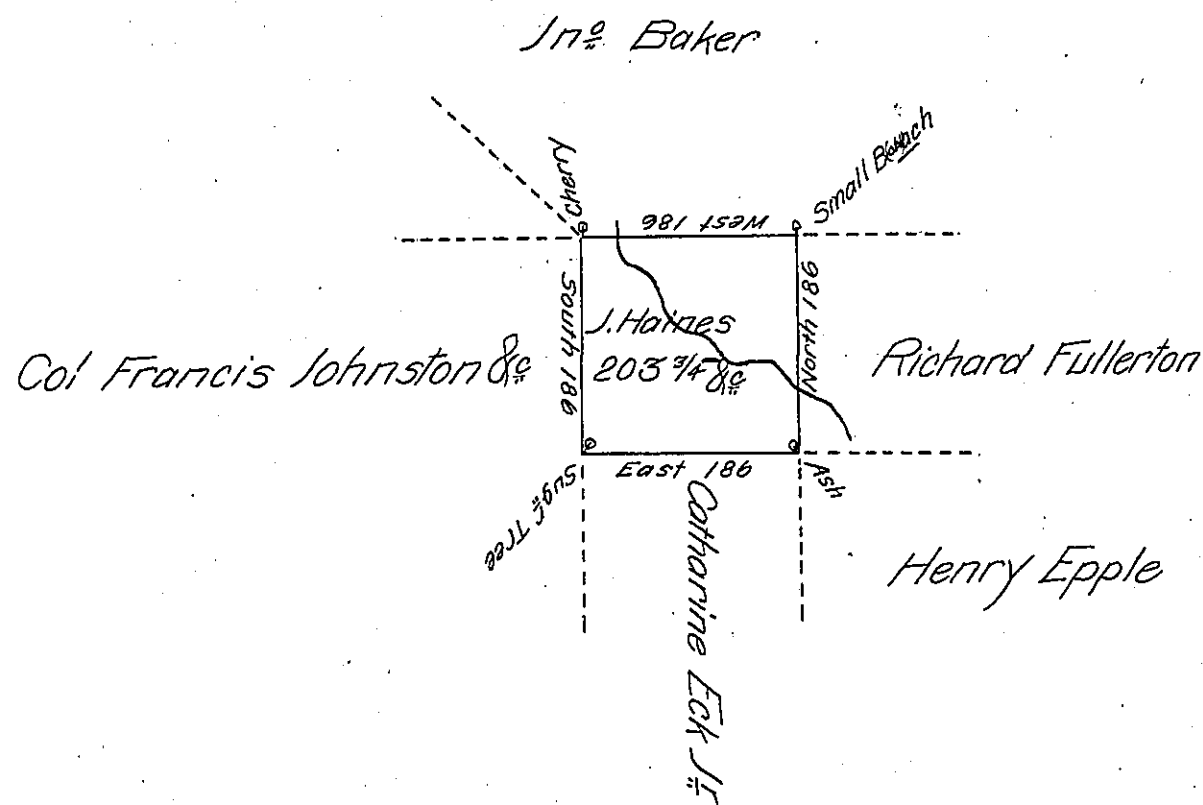 Jnº Baker
Cherry
Small
West 186
South 186
North 186
J. Haines
203 3/4 &c
Col Francis Johnston &c
Richard Fullerton
East 186
Sugr Tree
Ash
Catharine Eck Jr
Henry Epple